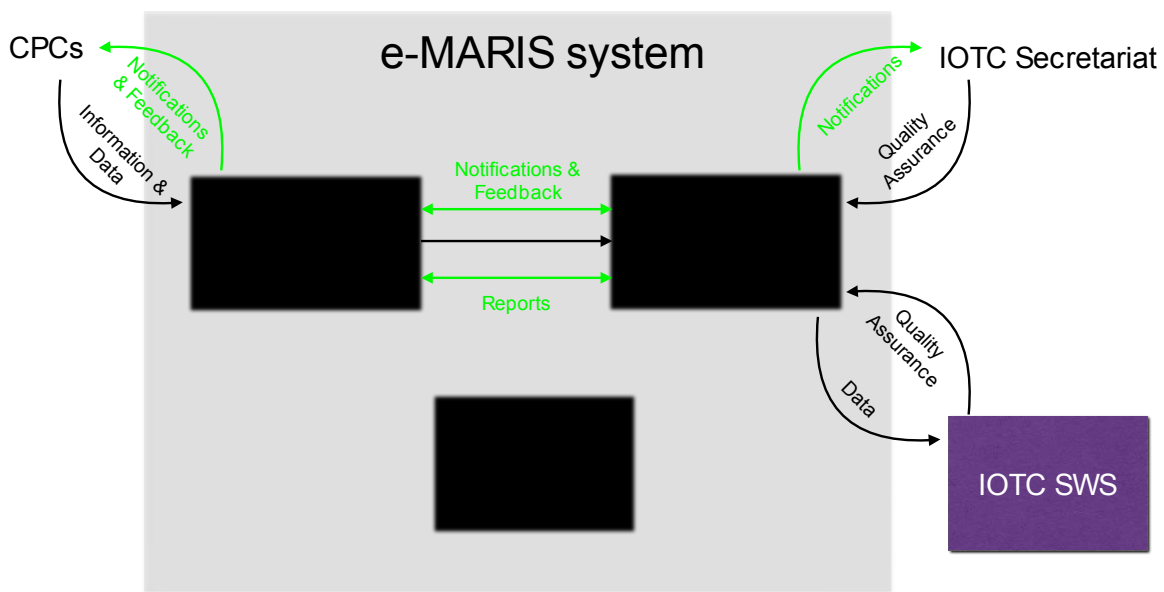 e-MARIS system
CPCs
Notifications
& Feedback
Information &
Data
Notifications &
Feedback
Reports
Notifications
IOTC Secretariat
Quality
Assurance
Quality
Assurance
Data
IOTC SWS